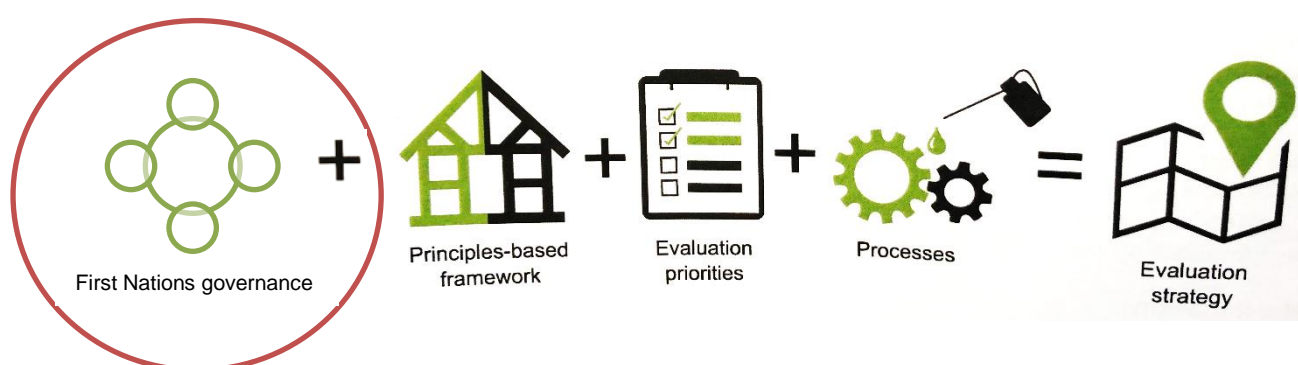 First Nations governance
+
Principles-based
framework
+
Evaluation
priorities
+
Processes
=
Evaluation
strategy